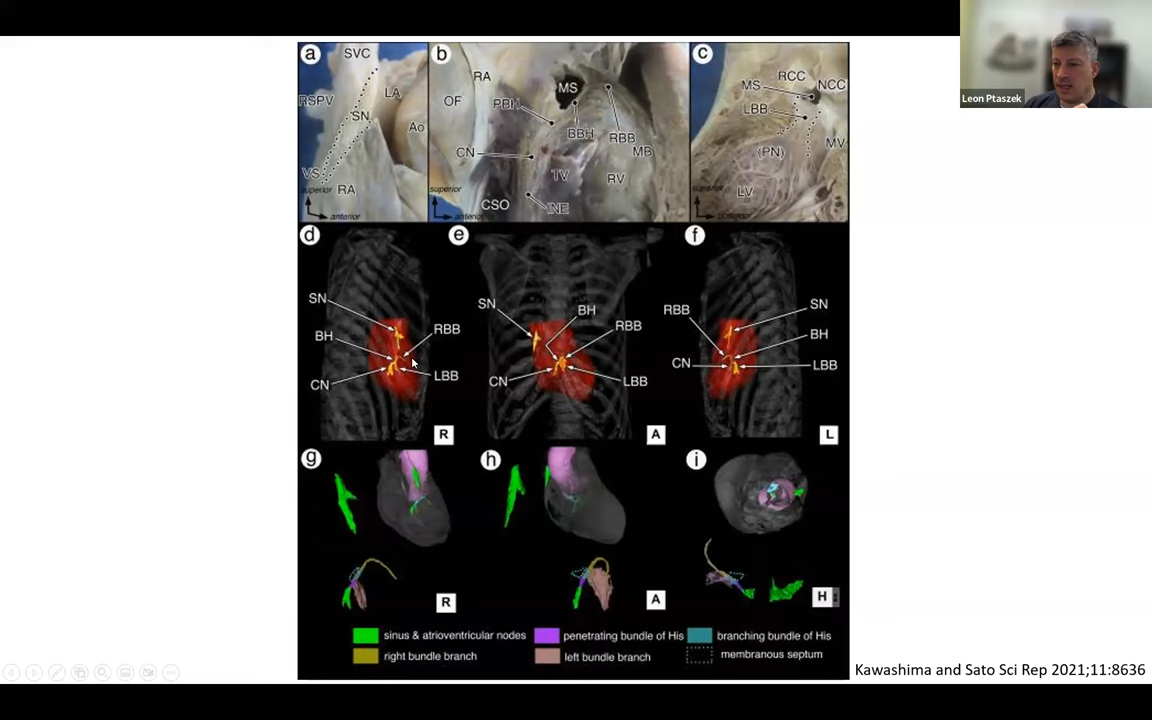 Leon Ptaszek
a
SVC
LA
RSPV
SN
Ao
VS
RA
superior
anterior
b
RA
MS
OF
PBH
BBH
RBB
MB
CN
TV
RV
superior
CSO
INE
c
RCC
MS
NCC
LBB
(PN)
MV
LV
superior
d
SN
BH
RBB
CN
LBB
R
e
SN
BH
RBB
CN
LBB
A
f
RBB
SN
BH
CN
LBB
L
g
R
h
A
i
H
sinus & atrioventricular nodes
penetrating bundle of His
branching bundle of His
right bundle branch
left bundle branch
membranous septum
Kawashima and Sato Sci Rep 2021;11:8636